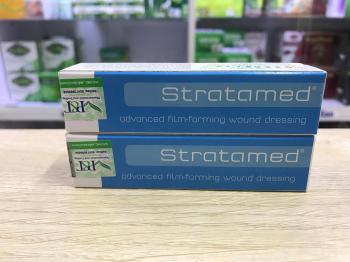 Stratamed®
advanced film-forming wound dressing
Stratamed®
advanced film-forming wound dressing